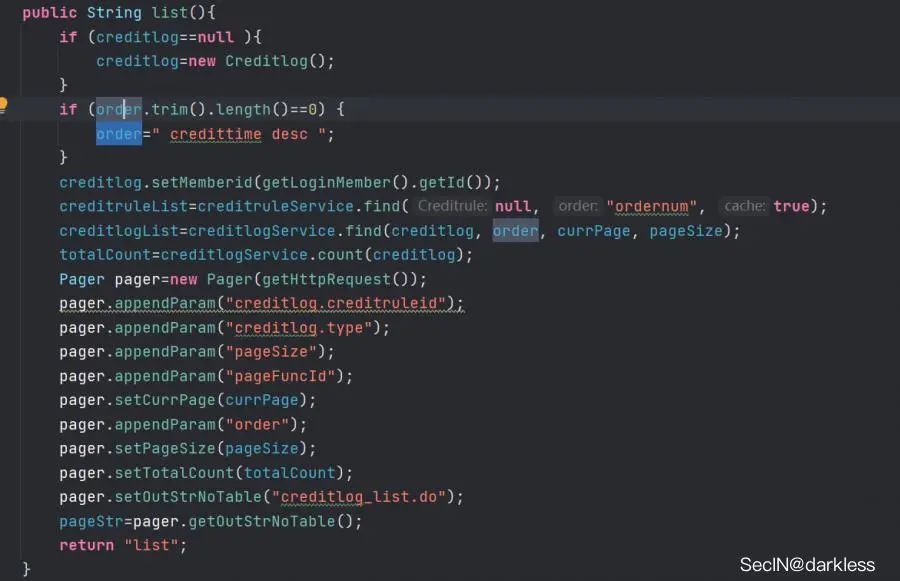 public String list(){
if (creditlog==null ){
creditlog=new Creditlog();
}
if (order.trim().length()==0) {
order=" credittime desc ";
}
creditlog.setMemberid(getLoginMember().getId());
creditruleList=creditruleService.find( Creditrule: null, order: "ordernum", cache: true);
creditlogList=creditlogService.find(creditlog, order, currPage, pageSize);
totalCount=creditlogService.count(creditlog);
Pager pager=new Pager(getHttpRequest());
pager.appendParam("creditlog.creditruleid");
pager.appendParam("creditlog.type");
pager.appendParam("pageSize");
pager.appendParam("pageFuncId");
pager.setCurrPage(currPage);
pager.appendParam("order");
pager.setPageSize(pageSize);
pager.setTotalCount(totalCount);
pager.setOutStrNoTable("creditlog_list.do");
pageStr=pager.getOutStrNoTable();
return "list";
}
SecIN@darkless